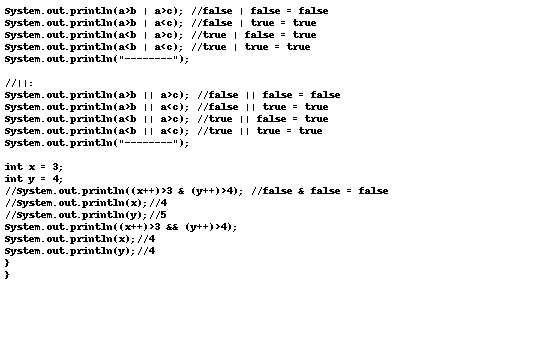 System.out.println(a>b | a>c); //false | false = false
System.out.println(a>b | a<c); //false | true = true
System.out.println(a<b | a>c); //true | false = true
System.out.println(a<b | a<c); //true | true = true
System.out.println("--------");
//||:
System.out.println(a>b || a>c); //false || false = false
System.out.println(a>b || a<c); //false || true = true
System.out.println(a<b || a>c); //true || false = true
System.out.println(a<b || a<c); //true || true = true
System.out.println("--------");
int x = 3;
int y = 4;
//System.out.println((x++)>3 & (y++)>4); //false & false = false
//System.out.println(x);//4
//System.out.println(y);//5
System.out.println((x++)>3 && (y++)>4);
System.out.println(x);//4
System.out.println(y);//4
}
}